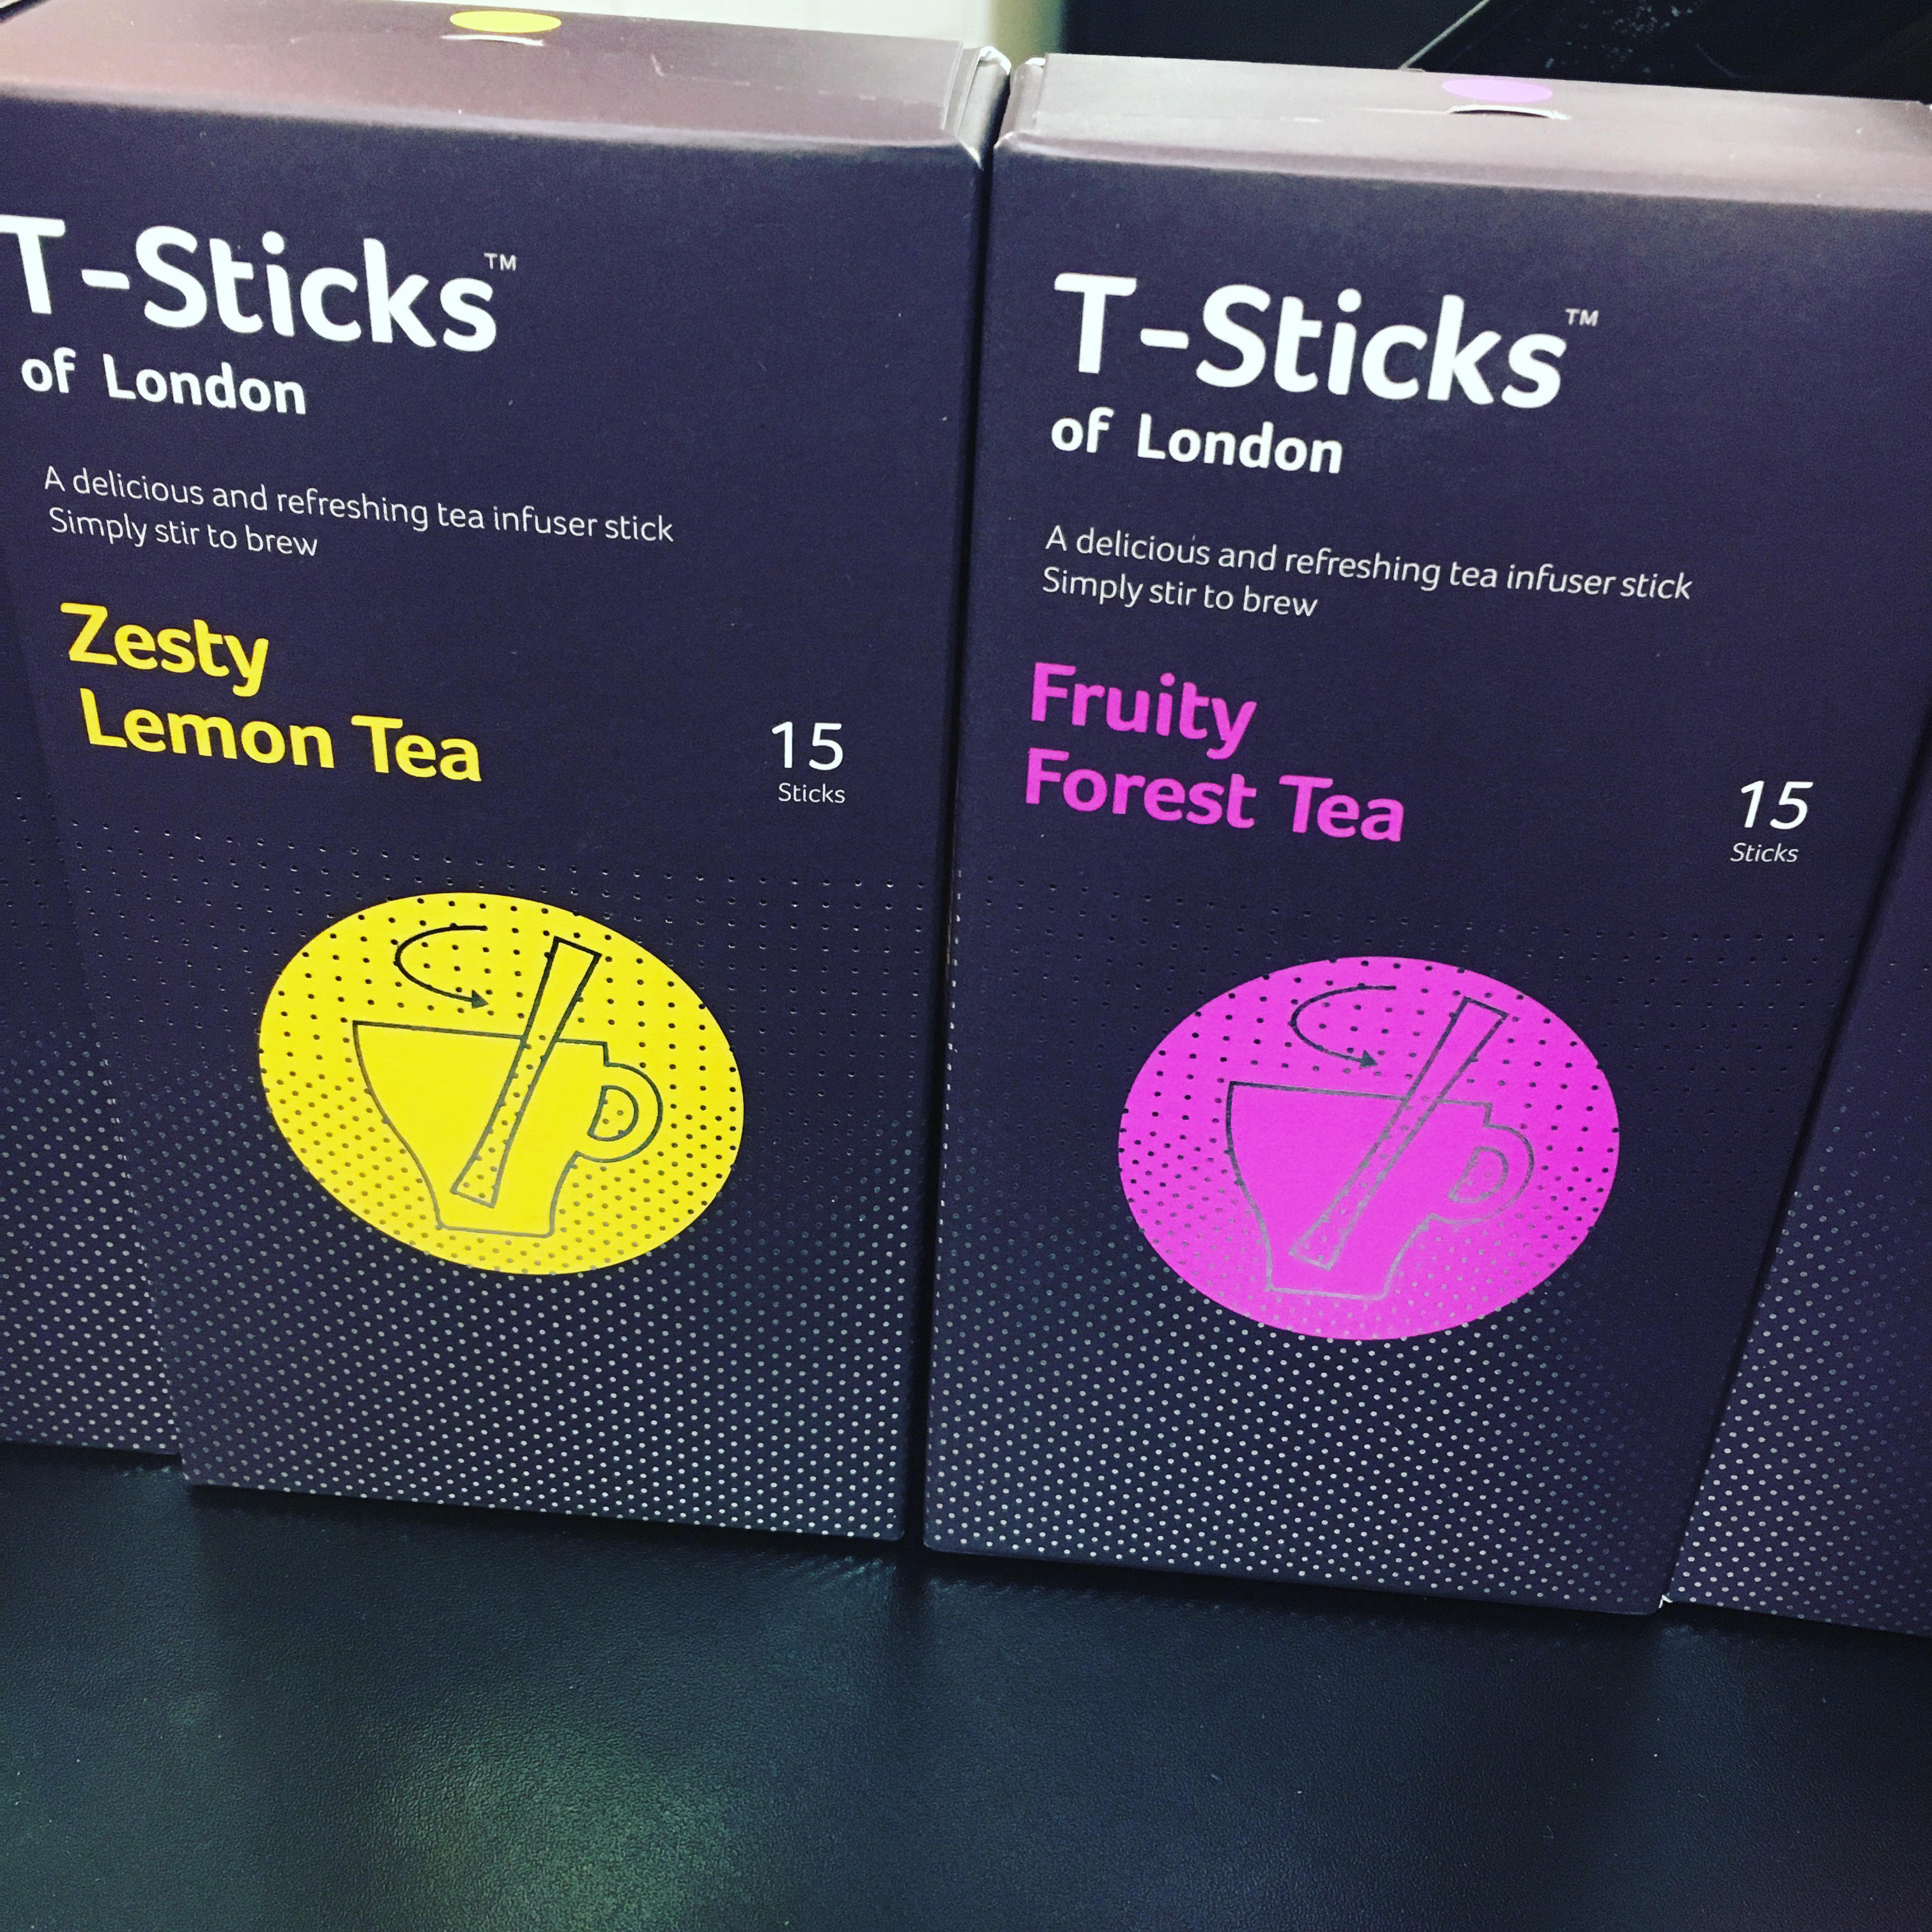 T-Sticks™
of London
A delicious and refreshing tea infuser stick
Simply stir to brew
Zesty
Lemon Tea
15
Sticks
T-Sticks™
of London
A delicious and refreshing tea infuser stick
Simply stir to brew
Fruity
Forest Tea
15
Sticks